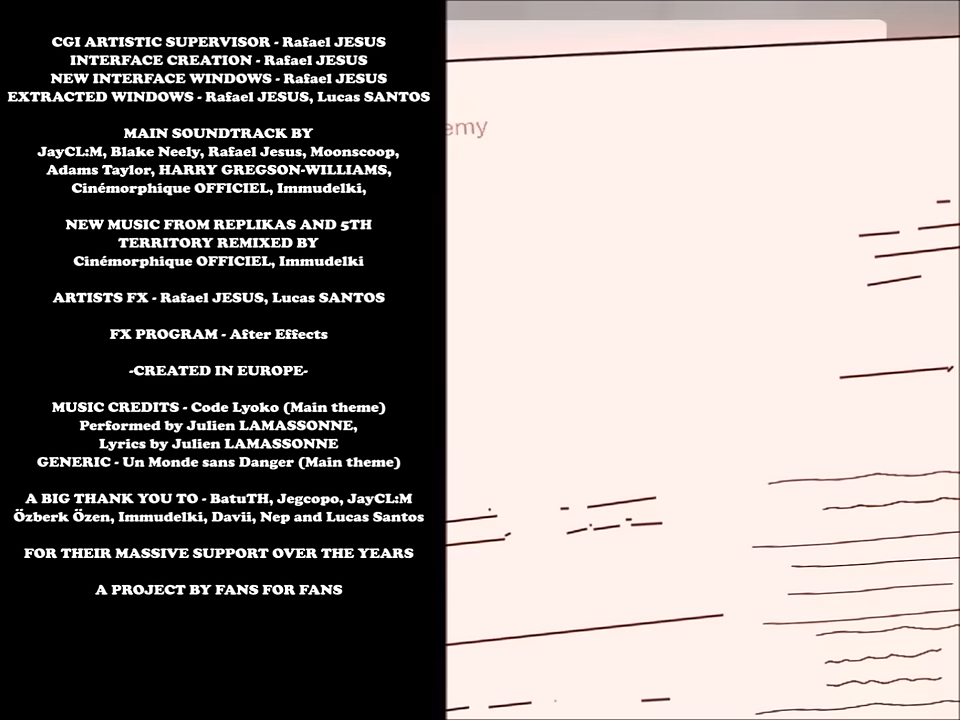 CGI ARTISTIC SUPERVISOR - Rafael JESUS
INTERFACE CREATION - Rafael JESUS
NEW INTERFACE WINDOWS - Rafael JESUS
EXTRACTED WINDOWS - Rafael JESUS, Lucas SANTOS
MAIN SOUNDTRACK BY
JayCL:M, Blake Neely, Rafael Jesus, Moonscoop,
Adams Taylor, HARRY GREGSON-WILLIAMS,
Cinémorphique OFFICIEL, Immudelki,
NEW MUSIC FROM REPLIKAS AND 5TH
TERRITORY REMIXED BY
Cinémorphique OFFICIEL, Immudelki
ARTISTS FX - Rafael JESUS, Lucas SANTOS
FX PROGRAM - After Effects
-CREATED IN EUROPE-
MUSIC CREDITS - Code Lyoko (Main theme)
Performed by Julien LAMASSONNE,
Lyrics by Julien LAMASSONNE
GENERIC - Un Monde sans Danger (Main theme)
A BIG THANK YOU TO - BatuTH, Jegcopo, JayCL:M
Özberk Özen, Immudelki, Davii, Nep and Lucas Santos
FOR THEIR MASSIVE SUPPORT OVER THE YEARS
A PROJECT BY FANS FOR FANS
emy